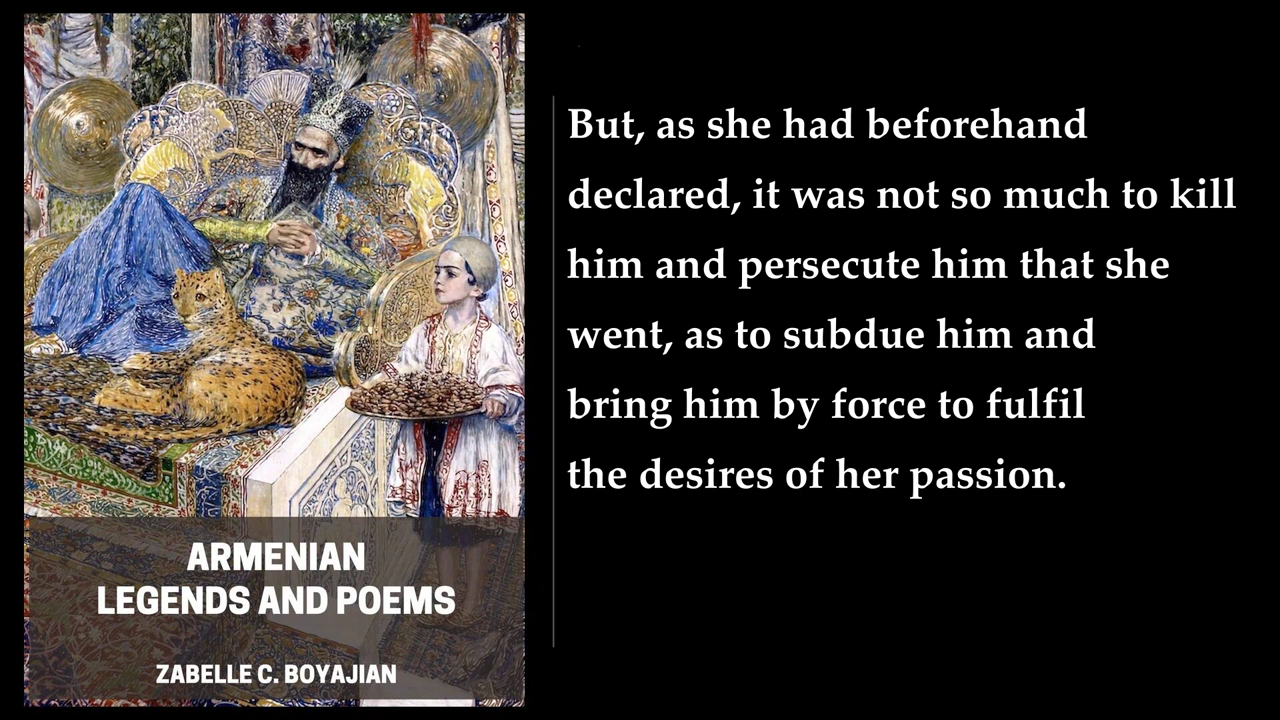 But, as she had beforehand
declared, it was not so much to kill
him and persecute him that she
went, as to subdue him and
bring him by force to fulfil
the desires of her passion.
ARMENIAN
LEGENDS AND POEMS
ZABELLE C. BOYAJIAN